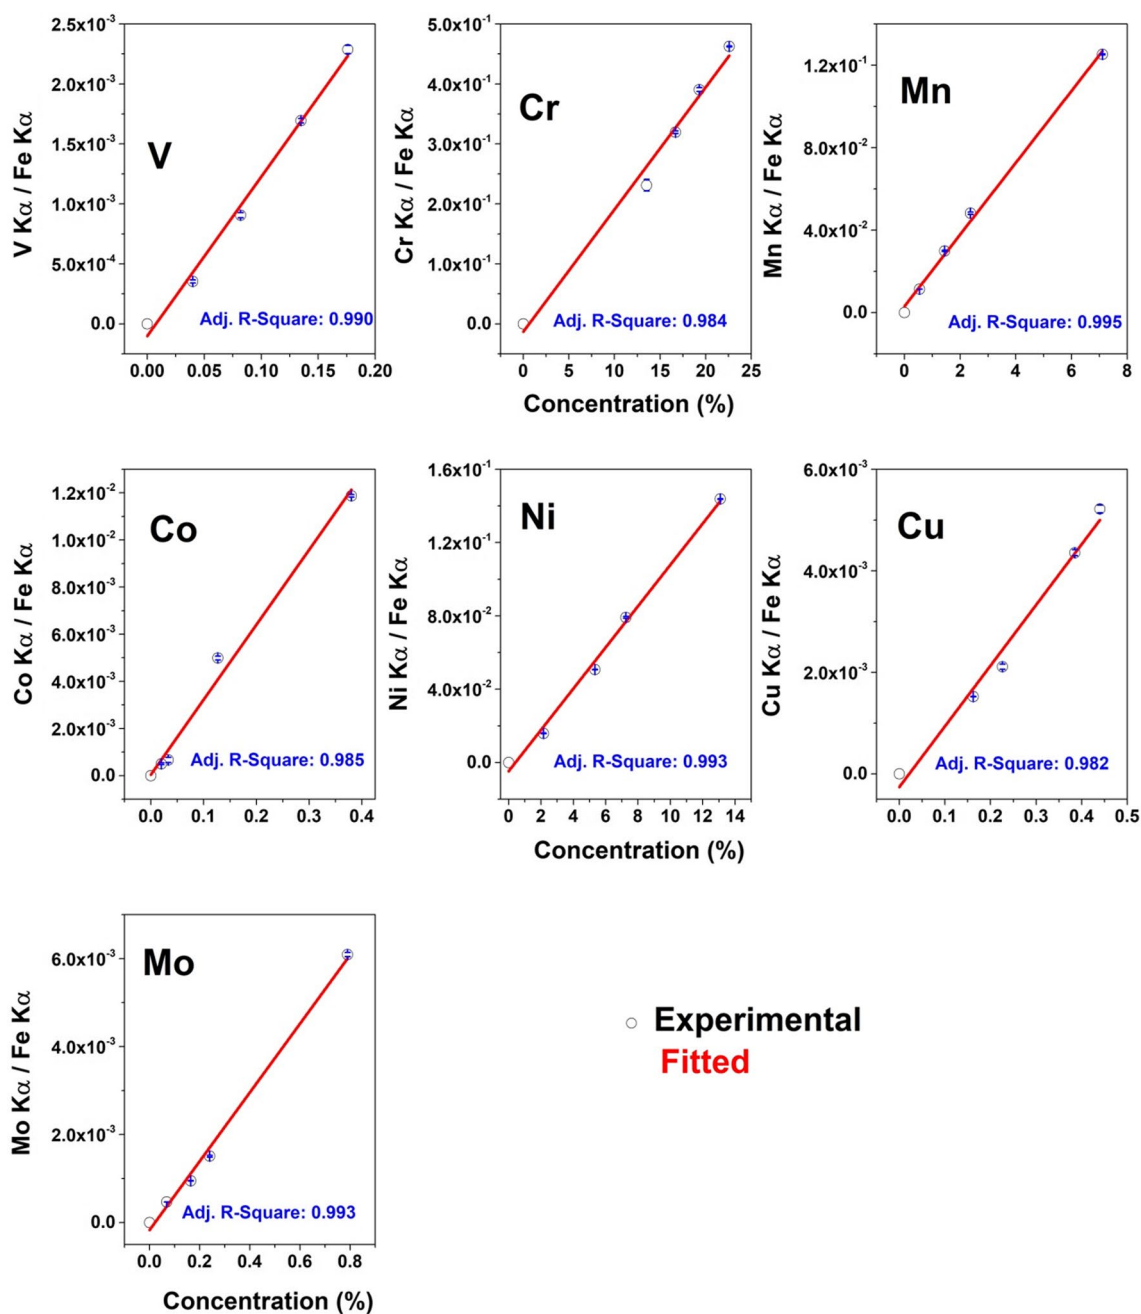 V Kα / Fe Kα
2.5x10⁻³
2.0x10⁻³
1.5x10⁻³
1.0x10⁻³
5.0x10⁻⁴
0.0
V
Adj. R-Square: 0.990
0.00 0.05 0.10 0.15 0.20
Cr Kα / Fe Kα
5.0x10⁻¹
4.0x10⁻¹
3.0x10⁻¹
2.0x10⁻¹
1.0x10⁻¹
0.0
Cr
Adj. R-Square: 0.984
0 5 10 15 20 25
Concentration (%)
Mn Kα / Fe Kα
1.2x10⁻¹
8.0x10⁻²
4.0x10⁻²
0.0
Mn
Adj. R-Square: 0.995
0 2 4 6 8
Co Kα / Fe Kα
1.2x10⁻²
1.0x10⁻²
8.0x10⁻³
6.0x10⁻³
4.0x10⁻³
2.0x10⁻³
0.0
Co
Adj. R-Square: 0.985
0.0 0.1 0.2 0.3 0.4
Ni Kα / Fe Kα
1.6x10⁻¹
1.2x10⁻¹
8.0x10⁻²
4.0x10⁻²
0.0
Ni
Adj. R-Square: 0.993
0 2 4 6 8 10 12 14
Concentration (%)
Cu Kα / Fe Kα
6.0x10⁻³
4.0x10⁻³
2.0x10⁻³
0.0
Cu
Adj. R-Square: 0.982
0.0 0.1 0.2 0.3 0.4 0.5
Mo Kα / Fe Kα
6.0x10⁻³
4.0x10⁻³
2.0x10⁻³
0.0
Mo
Adj. R-Square: 0.993
0.0 0.2 0.4 0.6 0.8
Concentration (%)
Experimental
Fitted